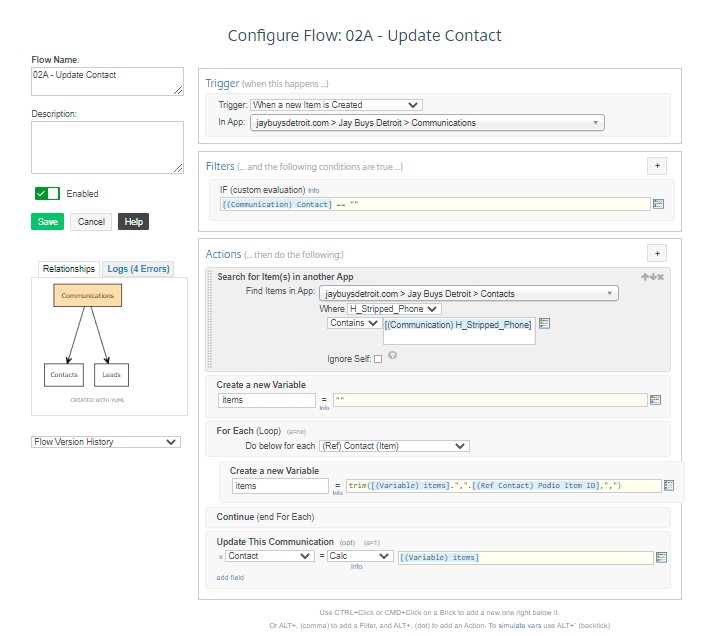 Configure Flow: 02A - Update Contact
Flow Name:
02A - Update Contact
Description:
Enabled
Save Cancel Help
Relationships Logs (4 Errors)
Communications
Contacts Leads
CREATED WITH YUML
Flow Version History
Trigger (when this happens ...)
Trigger: When a new Item is Created
In App: jaybuysdetroit.com > Jay Buys Detroit > Communications
Filters (... and the following conditions are true ...) +
IF (custom evaluation) Info
[(Communication) Contact] == ""
Actions (... then do the following:) +
Search for Item(s) in another App
Find Items in App: jaybuysdetroit.com > Jay Buys Detroit > Contacts
Where H_Stripped_Phone
Contains [(Communication) H_Stripped_Phone]
Ignore Self: ?
Create a new Variable
items = ""
Info
For Each (Loop) (a=ns)
Do below for each (Ref) Contact (Item)
Create a new Variable
items = trim([(Variable) items].",".[(Ref Contact) Podio Item ID],",")
Info
Continue (end For Each)
Update This Communication (opt) (a=1)
x Contact = Calc [(Variable) items]
Info
add field
Use CTRL+Click or CMD+Click on a Brick to add a new one right below it.
Or ALT+, (comma) to add a Filter, and ALT+. (dot) to add an Action. To simulate vars use ALT+` (backtick)